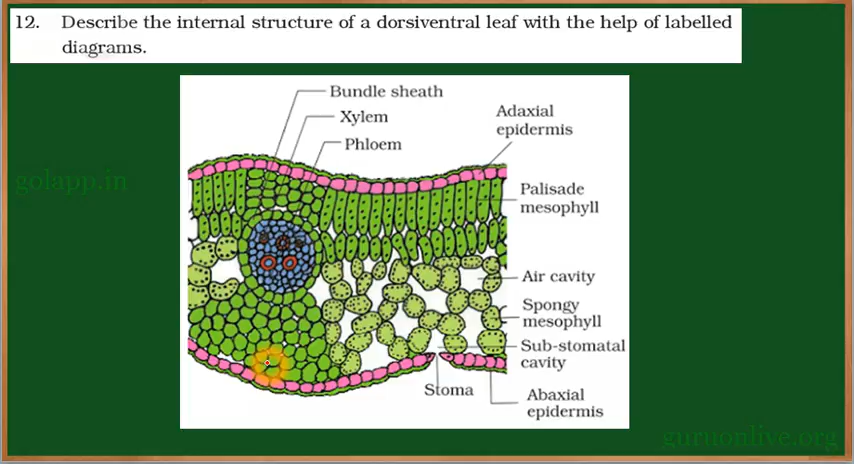 12. Describe the internal structure of a dorsiventral leaf with the help of labelled
diagrams.
Bundle sheath
Xylem
Phloem
Adaxial
epidermis
Palisade
mesophyll
Air cavity
Spongy
mesophyll
Sub-stomatal
cavity
Stoma
Abaxial
epidermis
golapp.in
gurnonlive.org